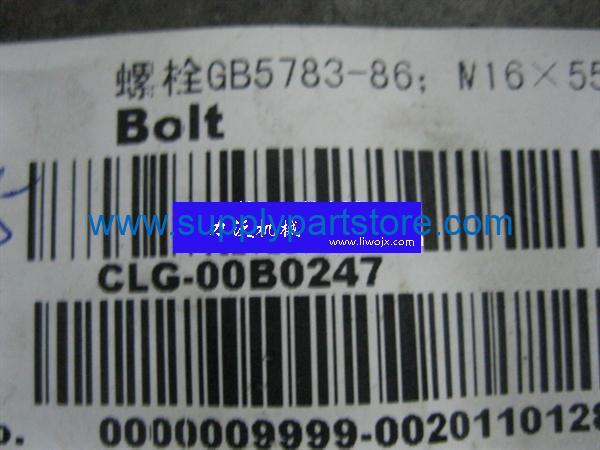 螺栓GB5783-86; M16×55
Bolt
www.supplypartstore.com
www.liwojx.com
CLG-00B0247
o. 0000009999-0020110128